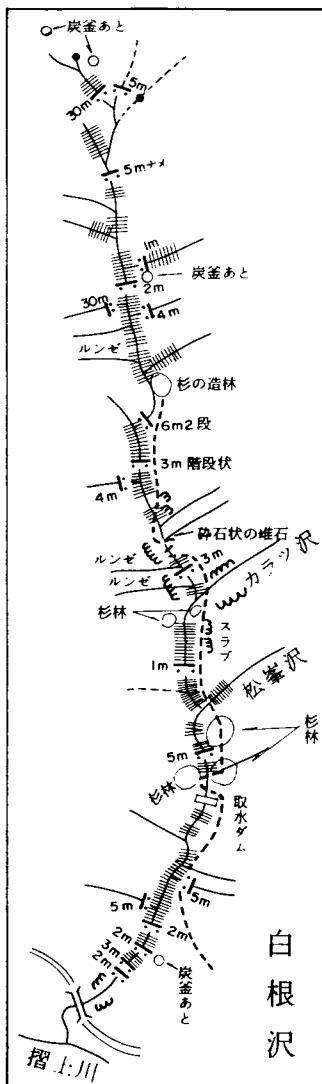 炭釜あと
5m
30m
5m+〆
1m
炭釜あと
2m
30m
4m
ルンゼ
杉の造林
6m2段
3m階段状
4m
砕石状の堆石
ルンゼ
3m
ルンゼ
カラッ沢
杉林
スラブ
1m
松峯沢
杉林
5m
杉林
取水ダム
5m
5m
2m
2m
3m
2m
炭釜あと
白根沢
摺上川